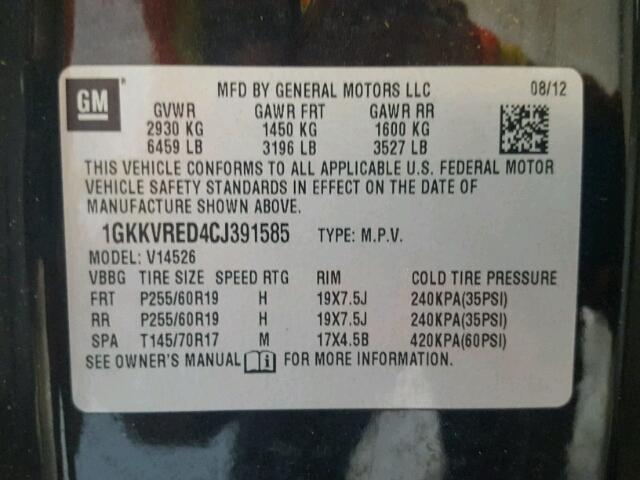 GM MFD BY GENERAL MOTORS LLC 08/12
GVWR GAWR FRT GAWR RR
2930 KG 1450 KG 1600 KG
6459 LB 3196 LB 3527 LB
THIS VEHICLE CONFORMS TO ALL APPLICABLE U.S. FEDERAL MOTOR
VEHICLE SAFETY STANDARDS IN EFFECT ON THE DATE OF
MANUFACTURE SHOWN ABOVE.
1GKKVRED4CJ391585 TYPE: M.P.V.
MODEL: V14526
VBBG TIRE SIZE SPEED RTG RIM COLD TIRE PRESSURE
FRT P255/60R19 H 19X7.5J 240KPA(35PSI)
RR P255/60R19 H 19X7.5J 240KPA(35PSI)
SPA T145/70R17 M 17X4.5B 420KPA(60PSI)
SEE OWNER'S MANUAL i FOR MORE INFORMATION.